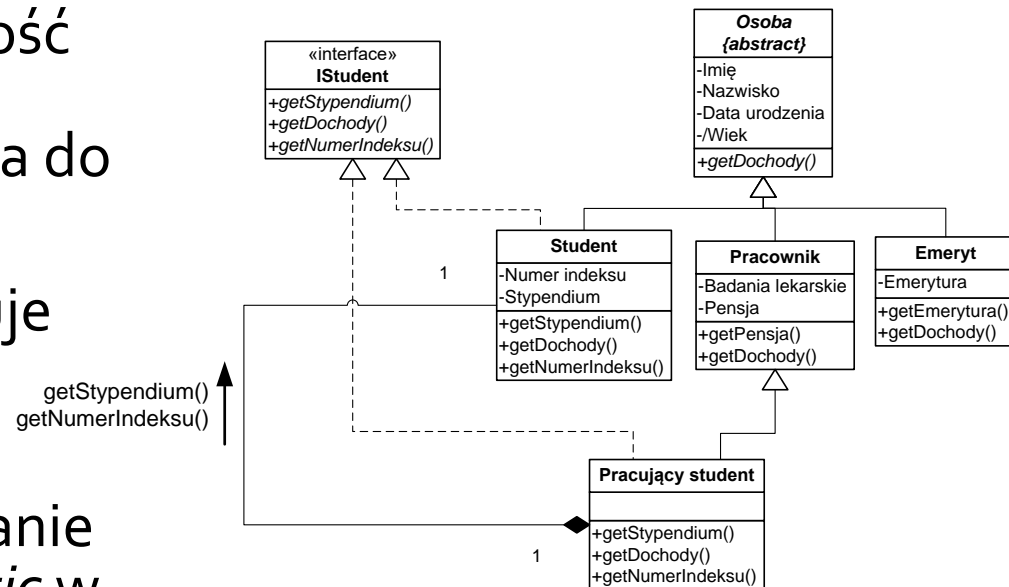 ość
a do
uje
anie
ric w
«interface»
IStudent
+getStypendium()
+getDochody()
+getNumerIndeksu()
Osoba
{abstract}
-Imię
-Nazwisko
-Data urodzenia
-/Wiek
+getDochody()
Student
-Numer indeksu
-Stypendium
+getStypendium()
+getDochody()
+getNumerIndeksu()
Pracownik
-Badania lekarskie
-Pensja
+getPensja()
+getDochody()
Emeryt
-Emerytura
+getEmerytura()
+getDochody()
1
getStypendium()
getNumerIndeksu()
Pracujący student
+getStypendium()
+getDochody()
+getNumerIndeksu()
1